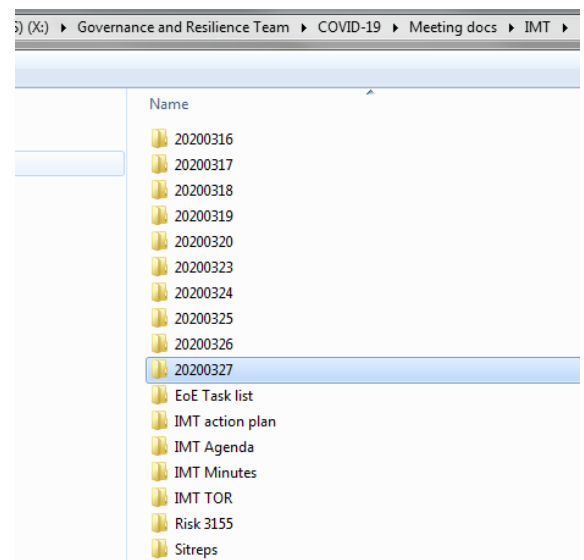 S) (X:) ▸ Governance and Resilience Team ▸ COVID-19 ▸ Meeting docs ▸ IMT ▸
Name
20200316
20200317
20200318
20200319
20200320
20200323
20200324
20200325
20200326
20200327
EoE Task list
IMT action plan
IMT Agenda
IMT Minutes
IMT TOR
Risk 3155
Sitreps